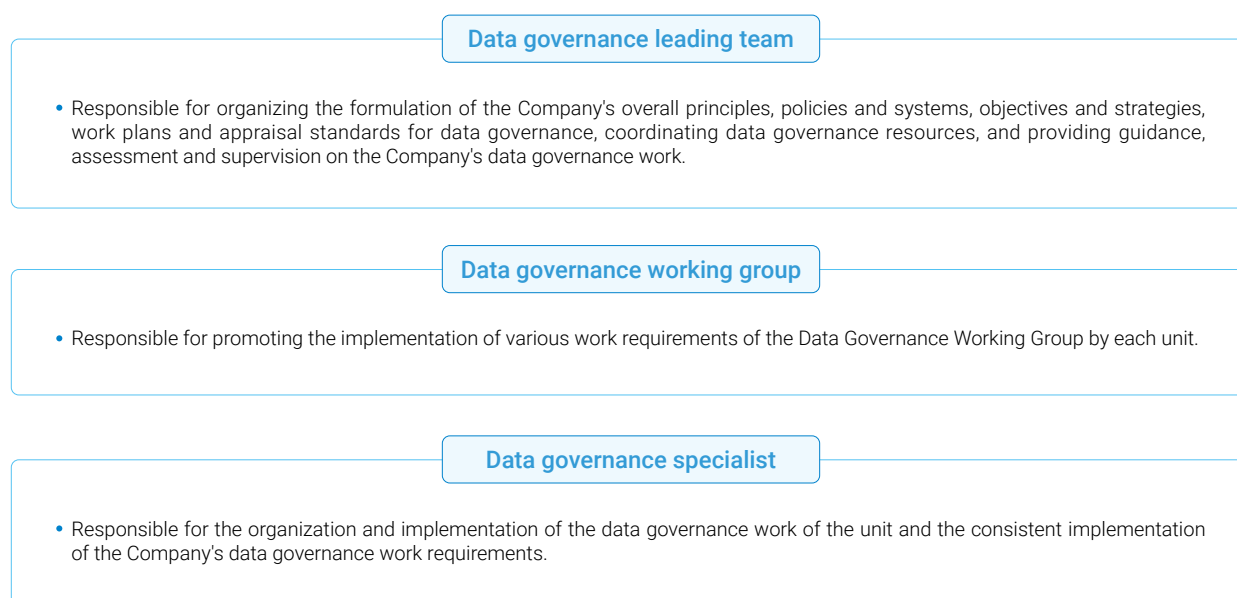 Data governance leading team
• Responsible for organizing the formulation of the Company's overall principles, policies and systems, objectives and strategies,
work plans and appraisal standards for data governance, coordinating data governance resources, and providing guidance,
assessment and supervision on the Company's data governance work.
Data governance working group
• Responsible for promoting the implementation of various work requirements of the Data Governance Working Group by each unit.
Data governance specialist
• Responsible for the organization and implementation of the data governance work of the unit and the consistent implementation
of the Company's data governance work requirements.